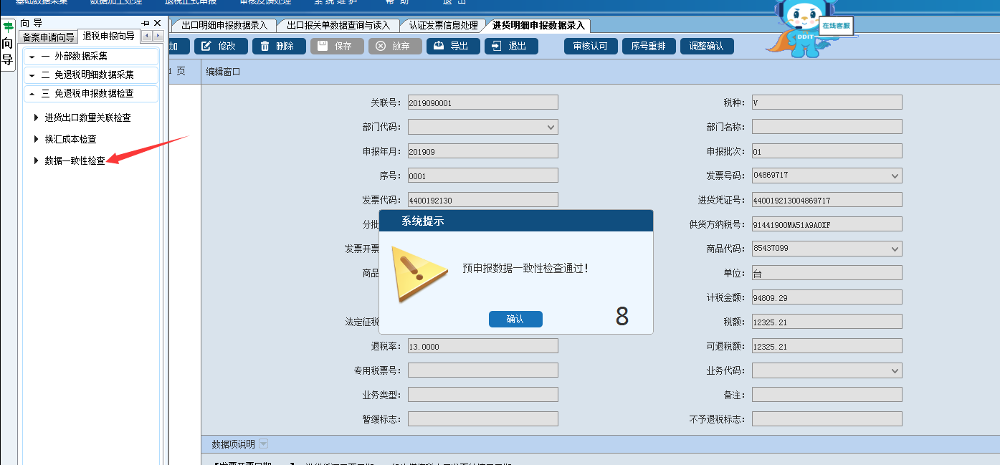 基础数据采集 数据加工处理 退税正式申报 审核反馈处理 系统维护 帮助 退出
向导
向 导
备案申请向导 退税申报向导
一 外部数据采集
二 免退税明细数据采集
三 免退税申报数据检查
进货出口数量关联检查
换汇成本检查
数据一致性检查
出口明细申报数据录入 出口报关单数据查询与读入 认证发票信息处理 进货明细申报数据录入
加 修改 删除 保存 放弃 导出 退出 审核认可 序号重排 调整确认
DDIT
在线客服
1 页
编辑窗口
关联号: 2019090001 税种: V
部门代码: 部门名称:
申报年月: 201909 申报批次: 01
序号: 0001 发票号码: 04869717
发票代码: 4400192130 进货凭证号: 440019213004869717
分批 供货方纳税号: 91441900MA51A9A0XF
发票开票 商品代码: 85437099
商品 单位: 台
计税金额: 94809.29
法定征税 税额: 12325.21
退税率: 13.0000 可退税额: 12325.21
专用税票号: 业务代码:
业务类型: 备注:
暂缓标志: 不予退税标志:
系统提示
预申报数据一致性检查通过!
确认
8
数据项说明